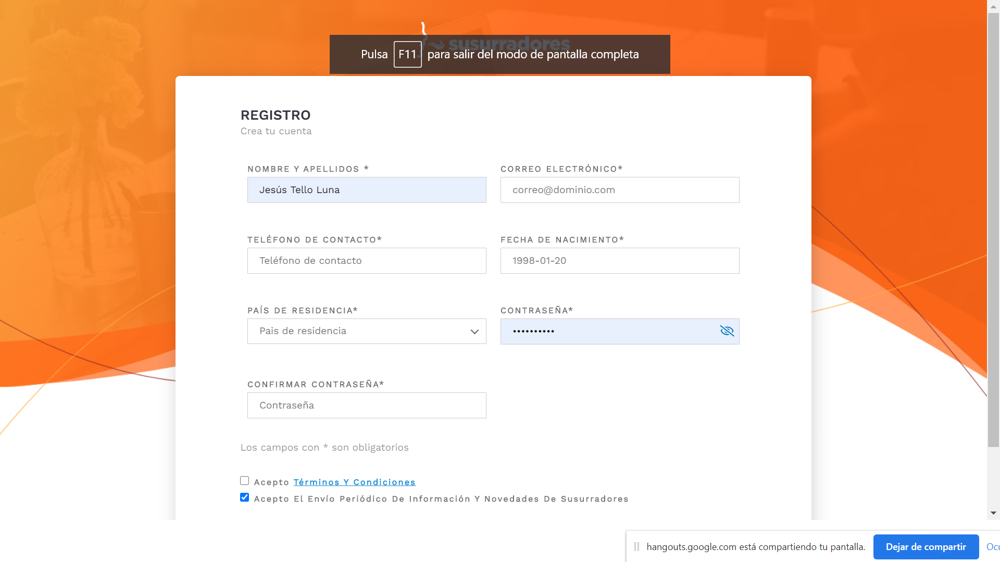 susurradores
Pulsa F11 para salir del modo de pantalla completa
REGISTRO
Crea tu cuenta
NOMBRE Y APELLIDOS * CORREO ELECTRÓNICO*
Jesús Tello Luna correo@dominio.com
TELÉFONO DE CONTACTO* FECHA DE NACIMIENTO*
Teléfono de contacto 1998-01-20
PAÍS DE RESIDENCIA* CONTRASEÑA*
Pais de residencia ••••••••••
CONFIRMAR CONTRASEÑA*
Contraseña
Los campos con * son obligatorios
Acepto Términos Y Condiciones
Acepto El Envío Periódico De Información Y Novedades De Susurradores
hangouts.google.com está compartiendo tu pantalla. Dejar de compartir Ocu